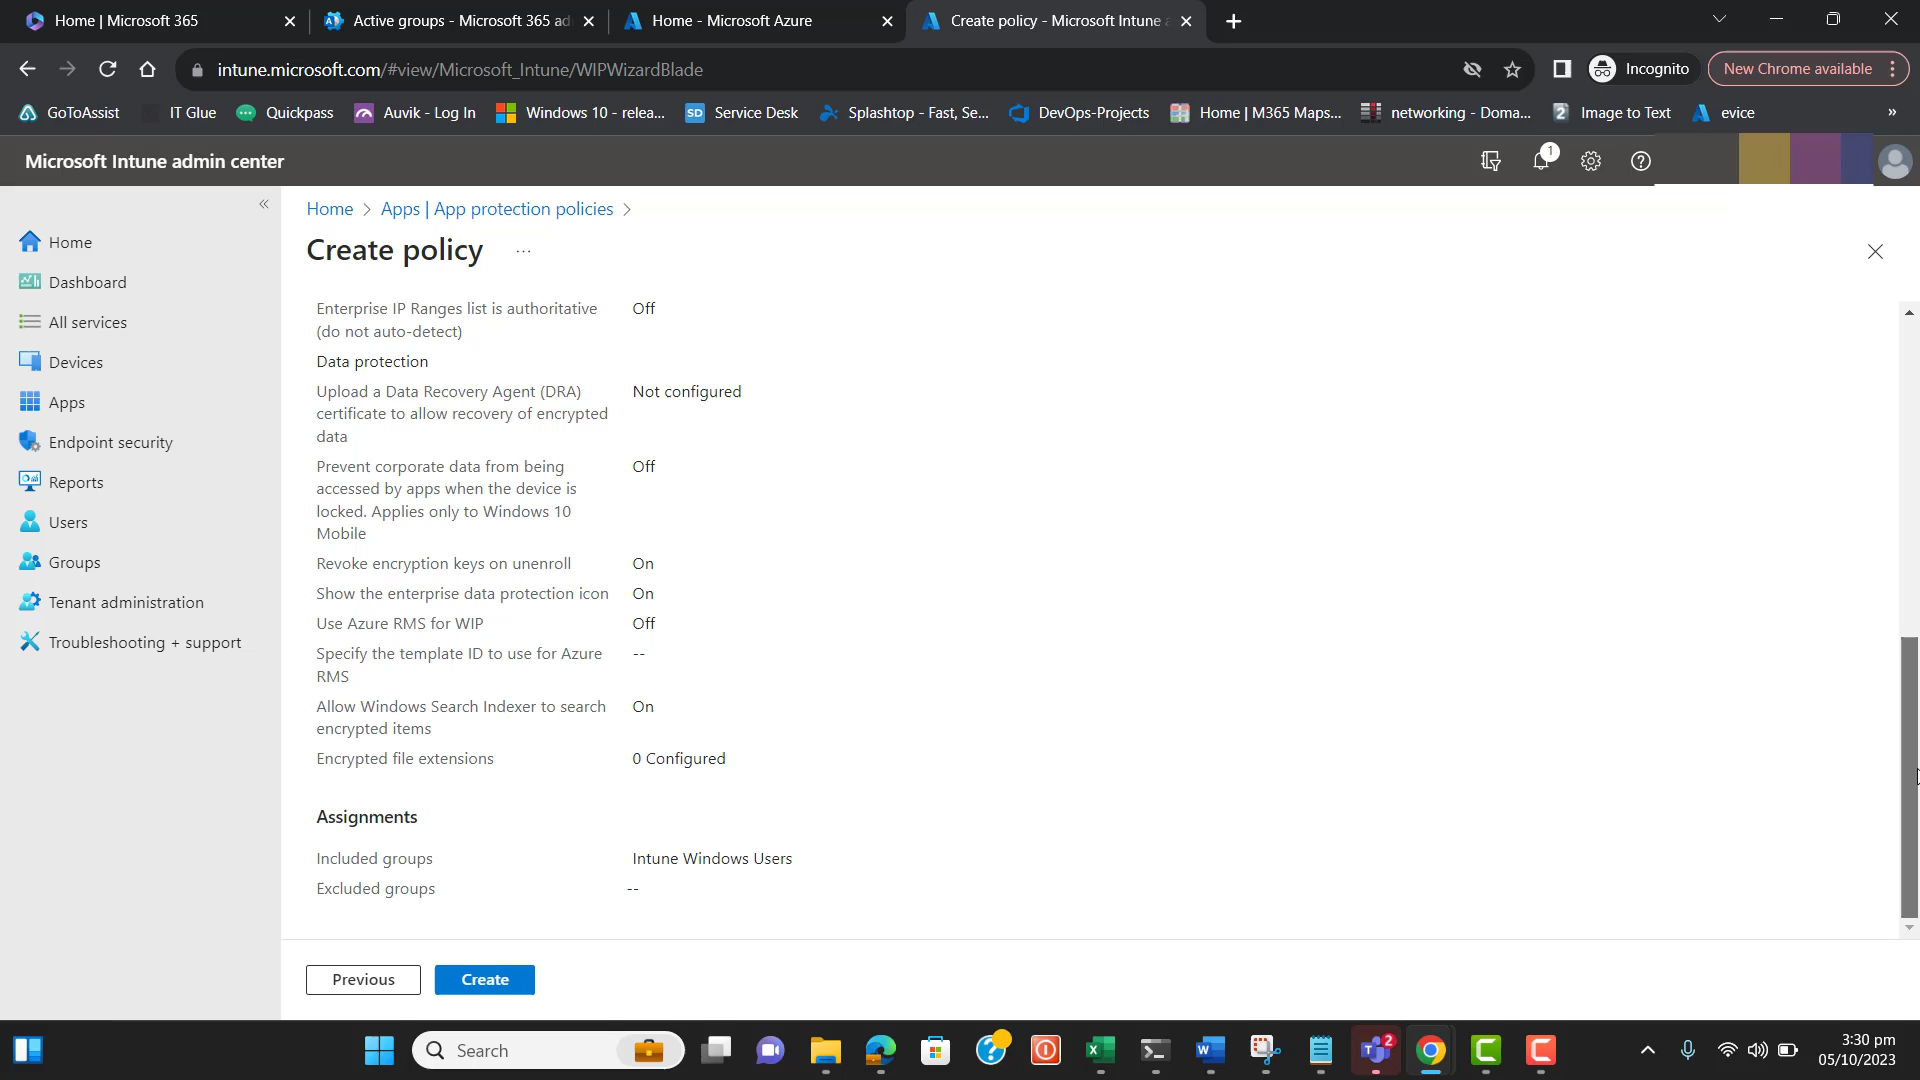 Home | Microsoft 365
Active groups - Microsoft 365 ad
Home - Microsoft Azure
Create policy - Microsoft Intune a
intune.microsoft.com/#view/Microsoft_Intune/WIPWizardBlade
Incognito
New Chrome available
GoToAssist
IT Glue
Quickpass
Auvik - Log In
Windows 10 - relea...
SD
Service Desk
Splashtop - Fast, Se...
DevOps-Projects
Home | M365 Maps...
networking - Doma...
2
Image to Text
evice
»
Microsoft Intune admin center
1
Home > Apps | App protection policies >
Create policy
...
Home
Dashboard
All services
Devices
Apps
Endpoint security
Reports
Users
Groups
Tenant administration
Troubleshooting + support
Enterprise IP Ranges list is authoritative Off
(do not auto-detect)
Data protection
Upload a Data Recovery Agent (DRA) Not configured
certificate to allow recovery of encrypted
data
Prevent corporate data from being Off
accessed by apps when the device is
locked. Applies only to Windows 10
Mobile
Revoke encryption keys on unenroll On
Show the enterprise data protection icon On
Use Azure RMS for WIP Off
Specify the template ID to use for Azure --
RMS
Allow Windows Search Indexer to search On
encrypted items
Encrypted file extensions 0 Configured
Assignments
Included groups Intune Windows Users
Excluded groups --
Previous
Create
Search
2
3:30 pm
05/10/2023